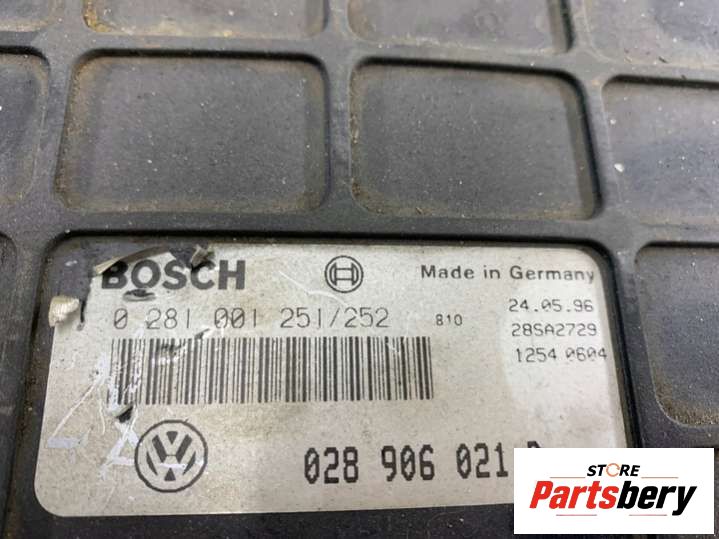 BOSCH
Made in Germany
0 281 001 251/252
810
24.05.96
28SA2729
1254 0604
028 906 021
STORE
Partsbery